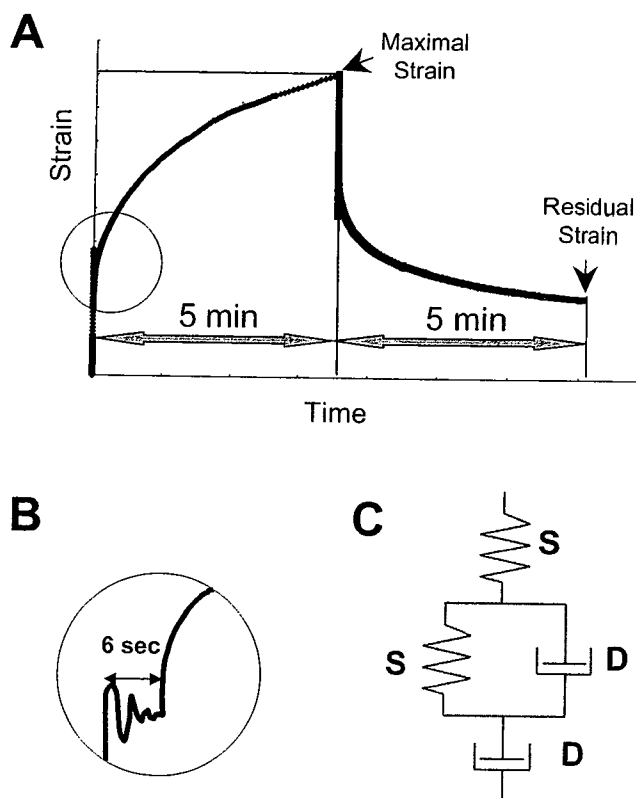 A
Maximal
Strain
Strain
Residual
Strain
5 min
5 min
Time
B
6 sec
C
S
S
D
D